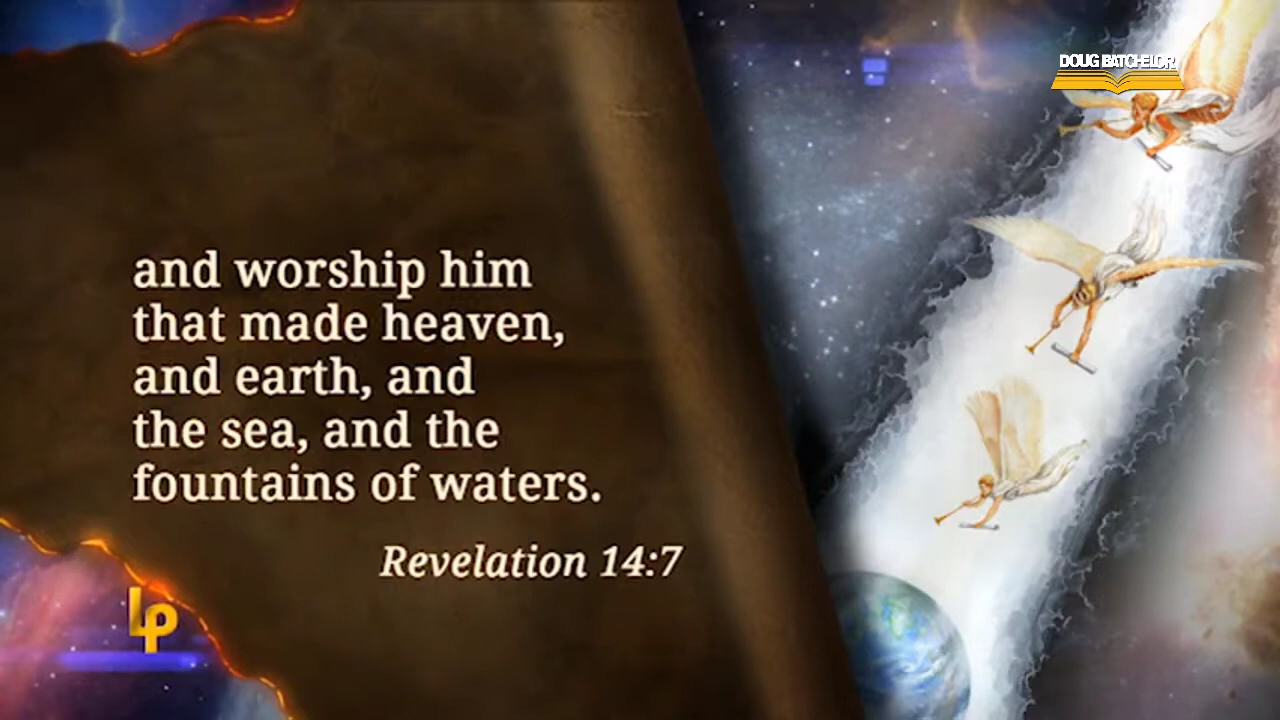 DOUG BATCHELOR
and worship him
that made heaven,
and earth, and
the sea, and the
fountains of waters.
Revelation 14:7
Lp